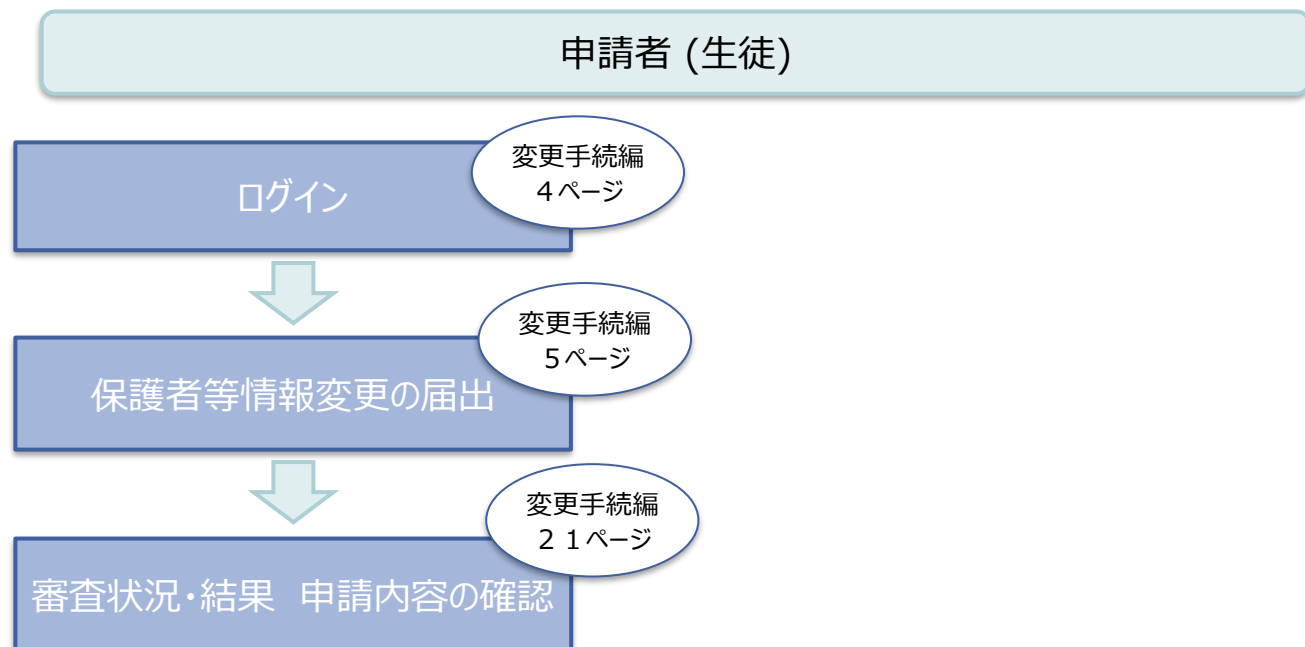 申請者 (生徒)
変更手続編
４ページ
ログイン
変更手続編
５ページ
保護者等情報変更の届出
変更手続編
２１ページ
審査状況・結果　申請内容の確認